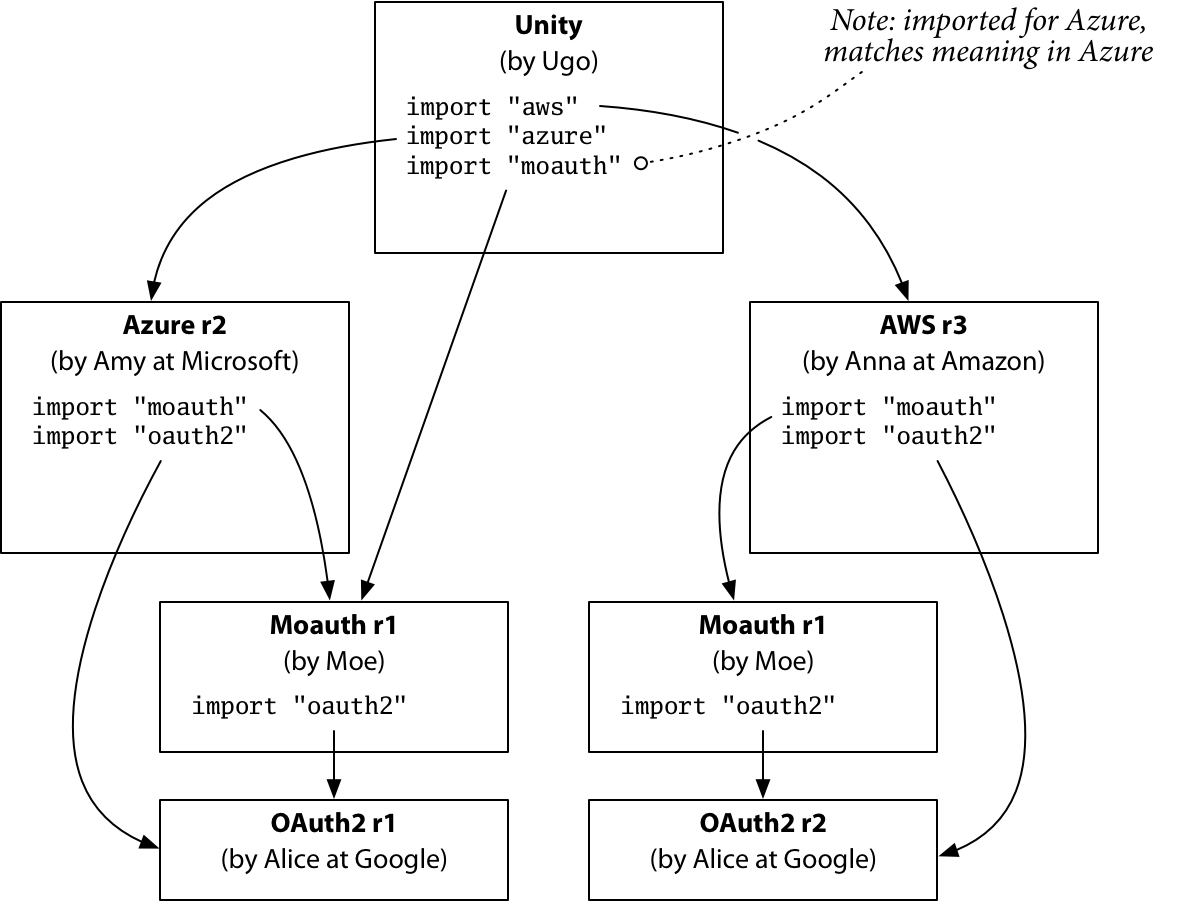 Unity
(by Ugo)
import "aws"
import "azure"
import "moauth"
Note: imported for Azure,
matches meaning in Azure
Azure r2
(by Amy at Microsoft)
import "moauth"
import "oauth2"
AWS r3
(by Anna at Amazon)
import "moauth"
import "oauth2"
Moauth r1
(by Moe)
import "oauth2"
Moauth r1
(by Moe)
import "oauth2"
OAuth2 r1
(by Alice at Google)
OAuth2 r2
(by Alice at Google)